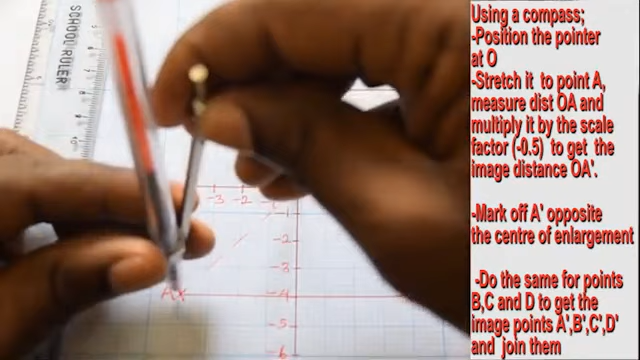 SCHOOL RULER
Using a compass;
-Position the pointer
at O
-Stretch it to point A,
measure dist OA and
multiply it by the scale
factor (-0.5) to get the
image distance OA'.
-Mark off A' opposite
the centre of enlargement
-Do the same for points
B,C and D to get the
image points A',B',C',D'
and join them
-3 -2
-1
-2
-3
A -4
-5
-6